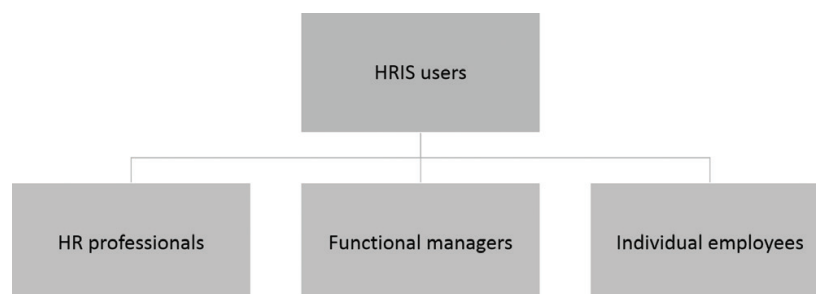 HRIS users
HR professionals
Functional managers
Individual employees